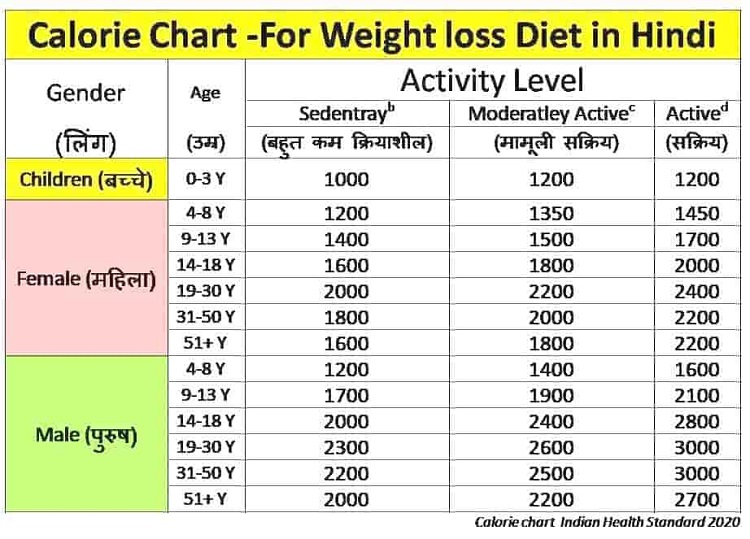 Calorie Chart -For Weight loss Diet in Hindi
Gender (लिंग) Age (उम्र) Activity Level
Sedentrayᵇ (बहुत कम क्रियाशील) Moderatley Activeᶜ (मामूली सक्रिय) Activeᵈ (सक्रिय)
Children (बच्चे) 0-3 Y 1000 1200 1200
Female (महिला)
4-8 Y 1200 1350 1450
9-13 Y 1400 1500 1700
14-18 Y 1600 1800 2000
19-30 Y 2000 2200 2400
31-50 Y 1800 2000 2200
51+ Y 1600 1800 2200
Male (पुरुष)
4-8 Y 1200 1400 1600
9-13 Y 1700 1900 2100
14-18 Y 2000 2400 2800
19-30 Y 2300 2600 3000
31-50 Y 2200 2500 3000
51+ Y 2000 2200 2700
Calorie chart Indian Health Standard 2020